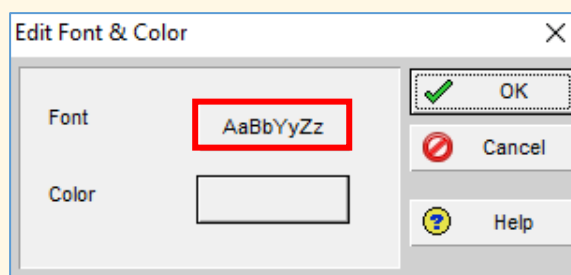 Edit Font & Color
Font
AaBbYyZz
Color
OK
Cancel
Help